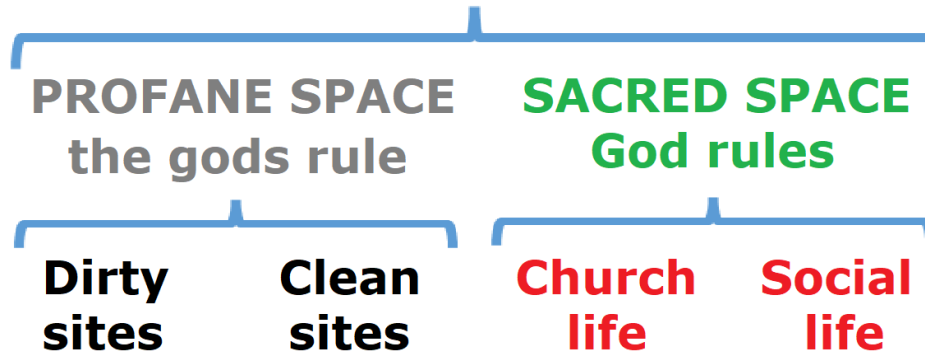 PROFANE SPACE
the gods rule
SACRED SPACE
God rules
Dirty
sites
Clean
sites
Church
life
Social
life